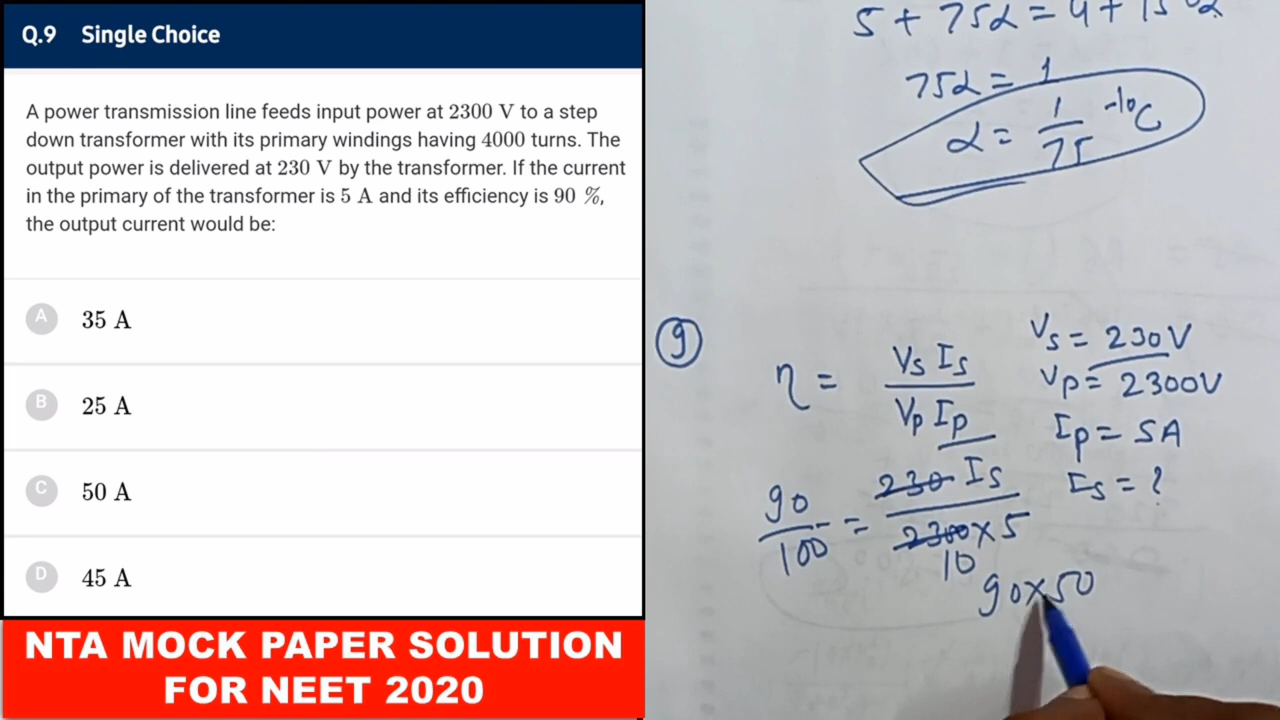 Q.9 Single Choice
A power transmission line feeds input power at 2300 V to a step
down transformer with its primary windings having 4000 turns. The
output power is delivered at 230 V by the transformer. If the current
in the primary of the transformer is 5 A and its efficiency is 90 %,
the output current would be:
A 35 A
B 25 A
C 50 A
D 45 A
NTA MOCK PAPER SOLUTION
FOR NEET 2020
75α = 1
α = 1/75
9
η = Vs Is / Vp Ip
Vs = 230V
Vp = 2300V
Ip = 5A
Is = ?
90/100 = 230 Is / 2300 × 5
10
90×50